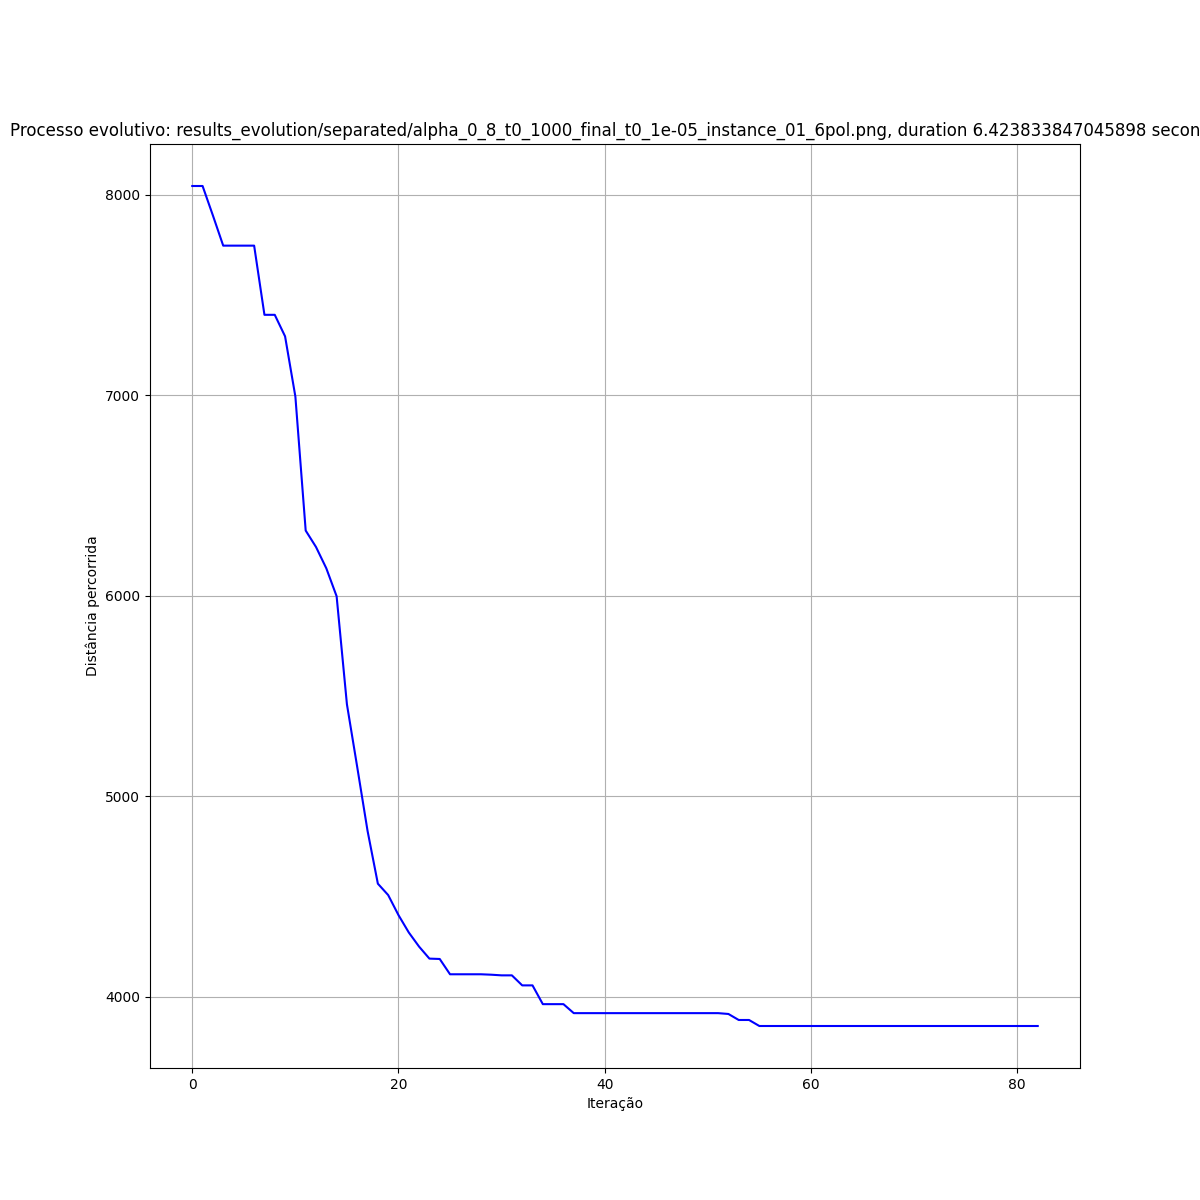 Processo evolutivo: results_evolution/separated/alpha_0_8_t0_1000_final_t0_1e-05_instance_01_6pol.png, duration 6.423833847045898 secon
8000
7000
6000
5000
4000
Distância percorrida
0 20 40 60 80
Iteração